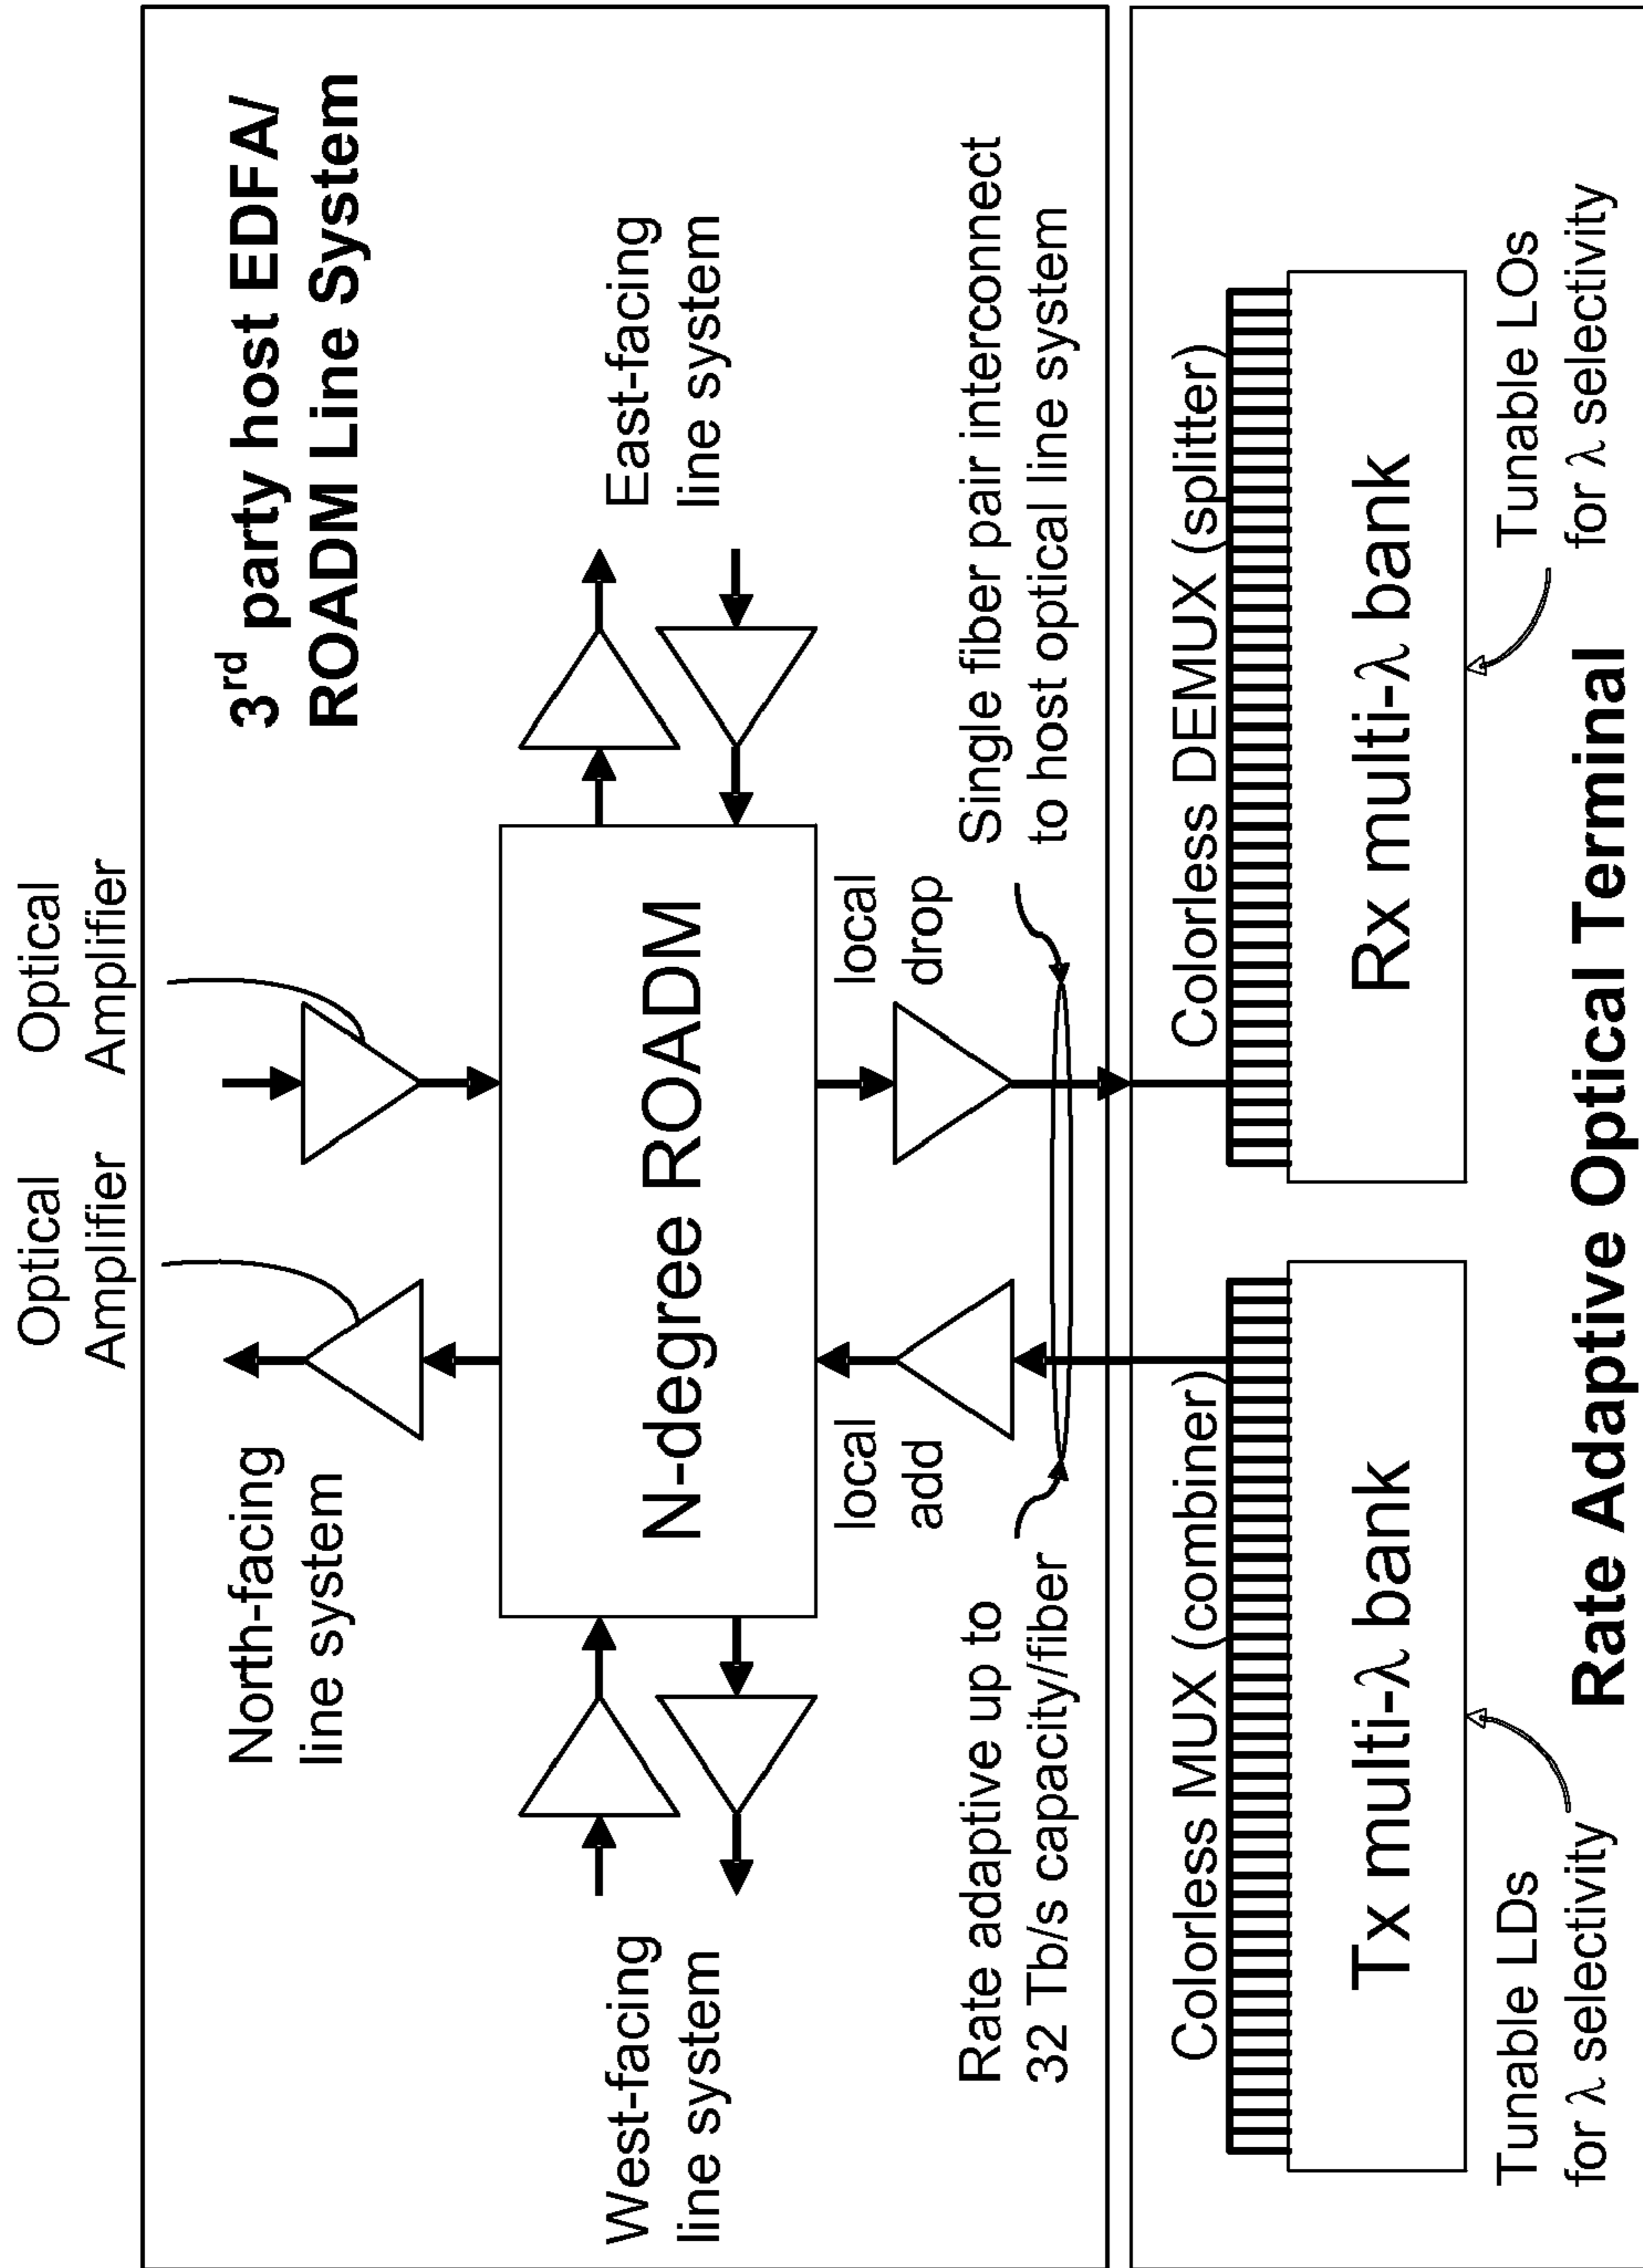 Optical
Amplifier
Optical
Amplifier
3rd party host EDFA/
ROADM Line System
North-facing
line system
West-facing
line system
East-facing
line system
N-degree ROADM
local
add
local
drop
Rate adaptive up to
32 Tb/s capacity/fiber
Single fiber pair interconnect
to host optical line system
Colorless MUX (combiner)
Colorless DEMUX (splitter)
Tx multi-λ bank
Rx multi-λ bank
Tunable LDs
for λ selectivity
Tunable LOs
for λ selectivity
Rate Adaptive Optical Terminal